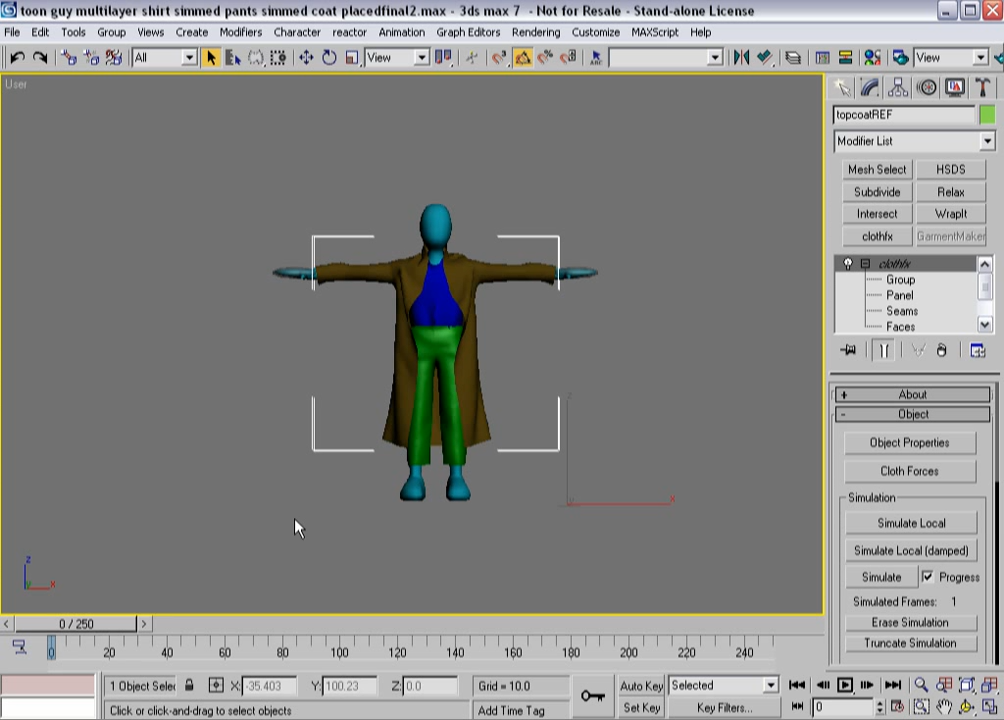 toon guy multilayer shirt simmed pants simmed coat placedfinal2.max - 3ds max 7 - Not for Resale - Stand-alone License
File Edit Tools Group Views Create Modifiers Character reactor Animation Graph Editors Rendering Customize MAXScript Help
All View View
User
topcoatREF
Modifier List
Mesh Select HSDS
Subdivide Relax
Intersect WrapIt
clothfx GarmentMaker
clothfx
Group
Panel
Seams
Faces
+ About
- Object
Object Properties
Cloth Forces
Simulation
Simulate Local
Simulate Local (damped)
Simulate Progress
Simulated Frames: 1
Erase Simulation
Truncate Simulation
z
x
z
y x
< 0 / 250 >
0 20 40 60 80 100 120 140 160 180 200 220 240
1 Object Selec X: -35.403 Y: 100.23 Z: 0.0 Grid = 10.0 Auto Key Selected
Click or click-and-drag to select objects Add Time Tag Set Key Key Filters... 0